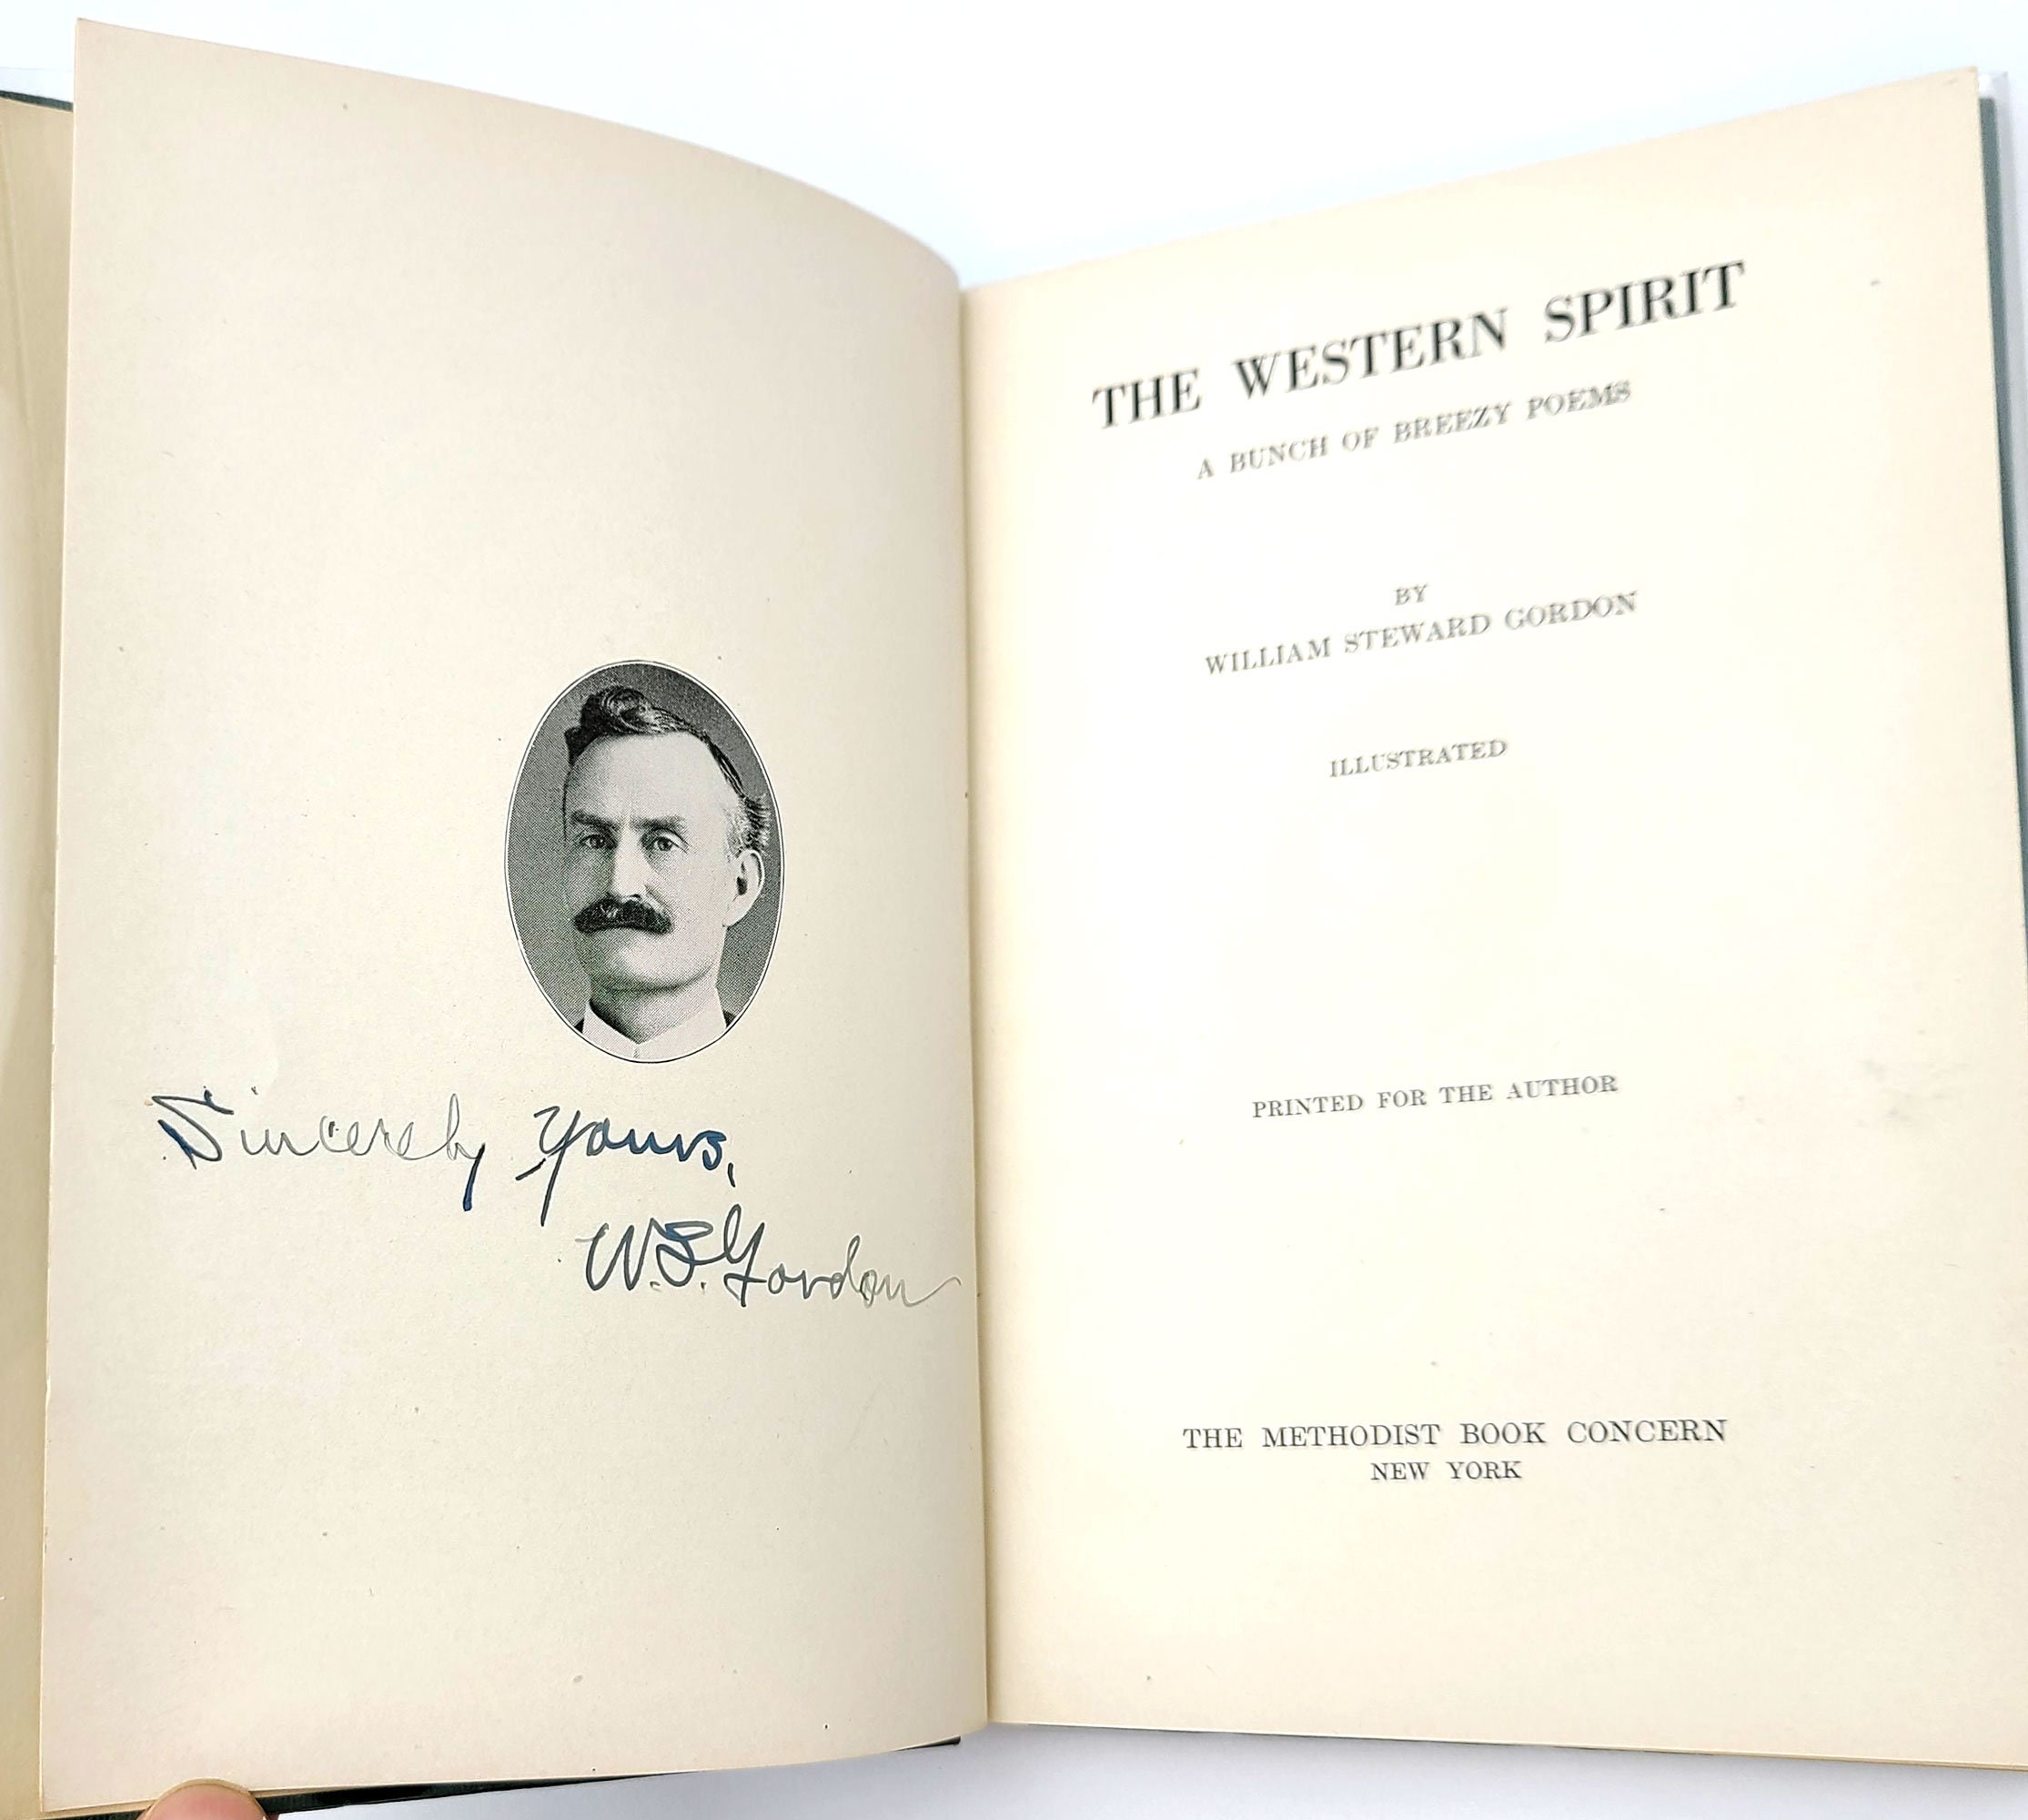 Sincerely Yours,
W.S. Gordon
THE WESTERN SPIRIT
A BUNCH OF BREEZY POEMS
BY
WILLIAM STEWARD GORDON
ILLUSTRATED
PRINTED FOR THE AUTHOR
THE METHODIST BOOK CONCERN
NEW YORK